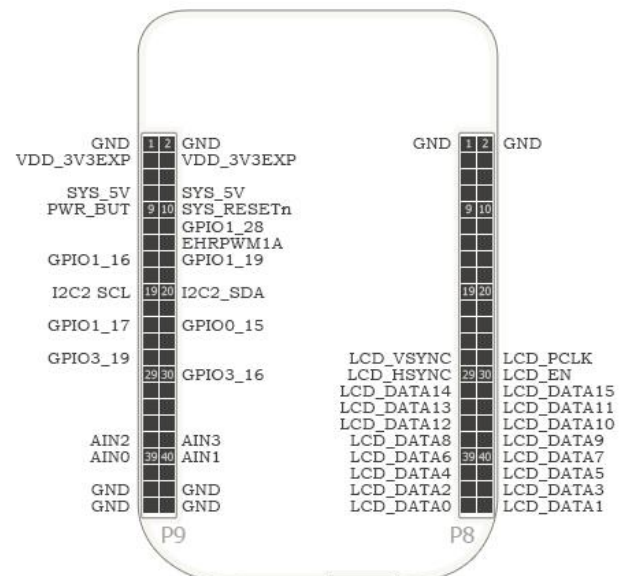 GND 1 2 GND GND 1 2 GND
VDD_3V3EXP VDD_3V3EXP
SYS_5V SYS_5V
PWR_BUT 9 10 SYS_RESETn 9 10
GPIO1_28
EHRPWM1A
GPIO1_16 GPIO1_19
I2C2 SCL 19 20 I2C2_SDA 19 20
GPIO1_17 GPIO0_15
GPIO3_19 LCD_VSYNC LCD_PCLK
29 30 GPIO3_16 LCD_HSYNC 29 30 LCD_EN
LCD_DATA14 LCD_DATA15
LCD_DATA13 LCD_DATA11
LCD_DATA12 LCD_DATA10
AIN2 AIN3 LCD_DATA8 LCD_DATA9
AIN0 39 40 AIN1 LCD_DATA6 39 40 LCD_DATA7
LCD_DATA4 LCD_DATA5
GND GND LCD_DATA2 LCD_DATA3
GND GND LCD_DATA0 LCD_DATA1
P9 P8